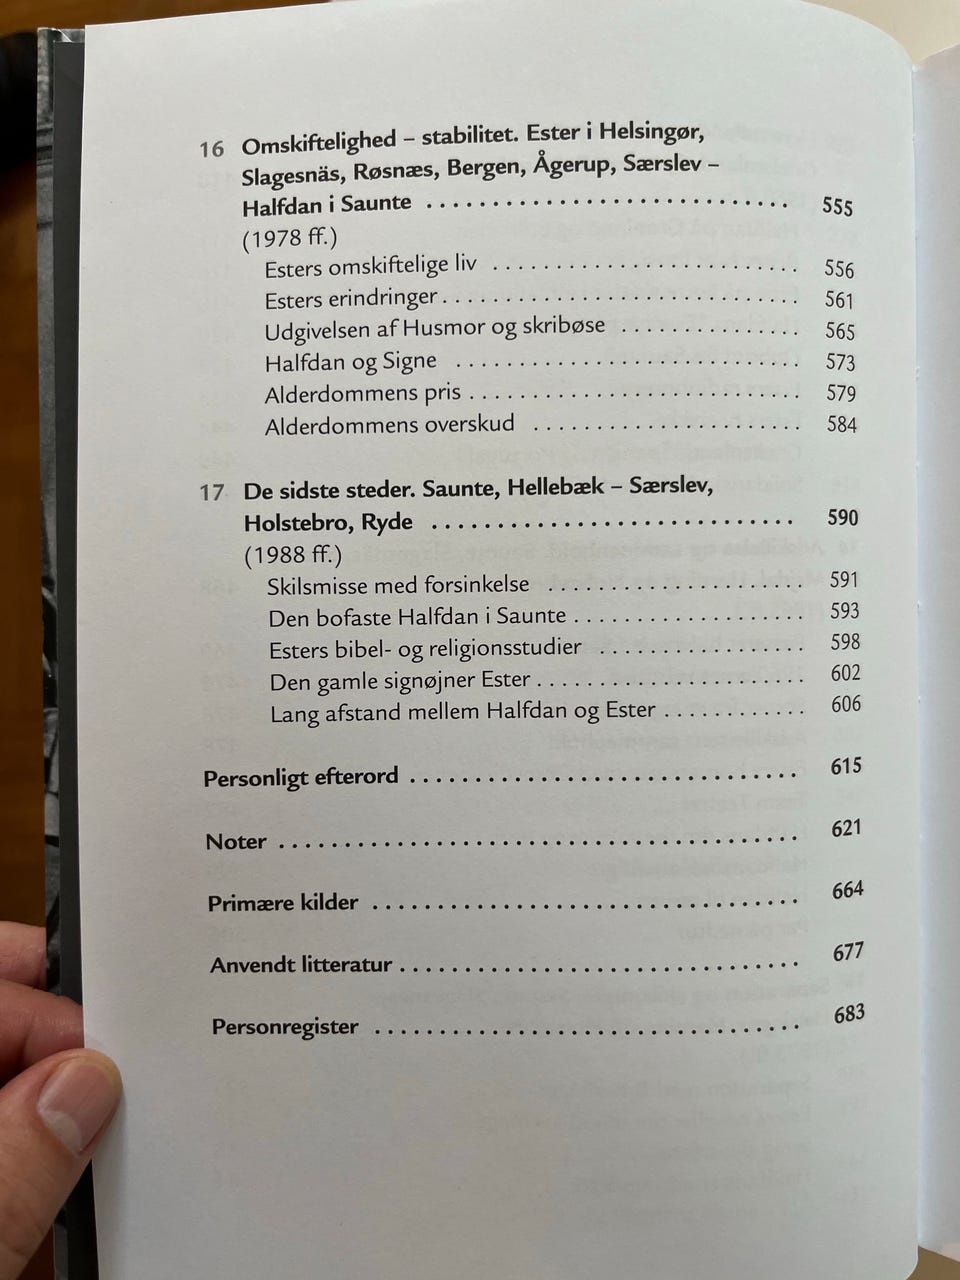 16 Omskiftelighed – stabilitet. Ester i Helsingør,
Slagesnäs, Røsnæs, Bergen, Ågerup, Særslev –
Halfdan i Saunte .............................. 555
(1978 ff.)
Esters omskiftelige liv .......................... 556
Esters erindringer .............................. 561
Udgivelsen af Husmor og skribøse ............... 565
Halfdan og Signe ............................. 573
Alderdommens pris ............................ 579
Alderdommens overskud ....................... 584
17 De sidste steder. Saunte, Hellebæk – Særslev,
Holstebro, Ryde .............................. 590
(1988 ff.)
Skilsmisse med forsinkelse ...................... 591
Den bofaste Halfdan i Saunte .................... 593
Esters bibel- og religionsstudier .................. 598
Den gamle signøjner Ester ....................... 602
Lang afstand mellem Halfdan og Ester ............ 606
Personligt efterord .............................. 615
Noter ........................................ 621
Primære kilder ................................. 664
Anvendt litteratur ............................... 677
Personregister ................................. 683